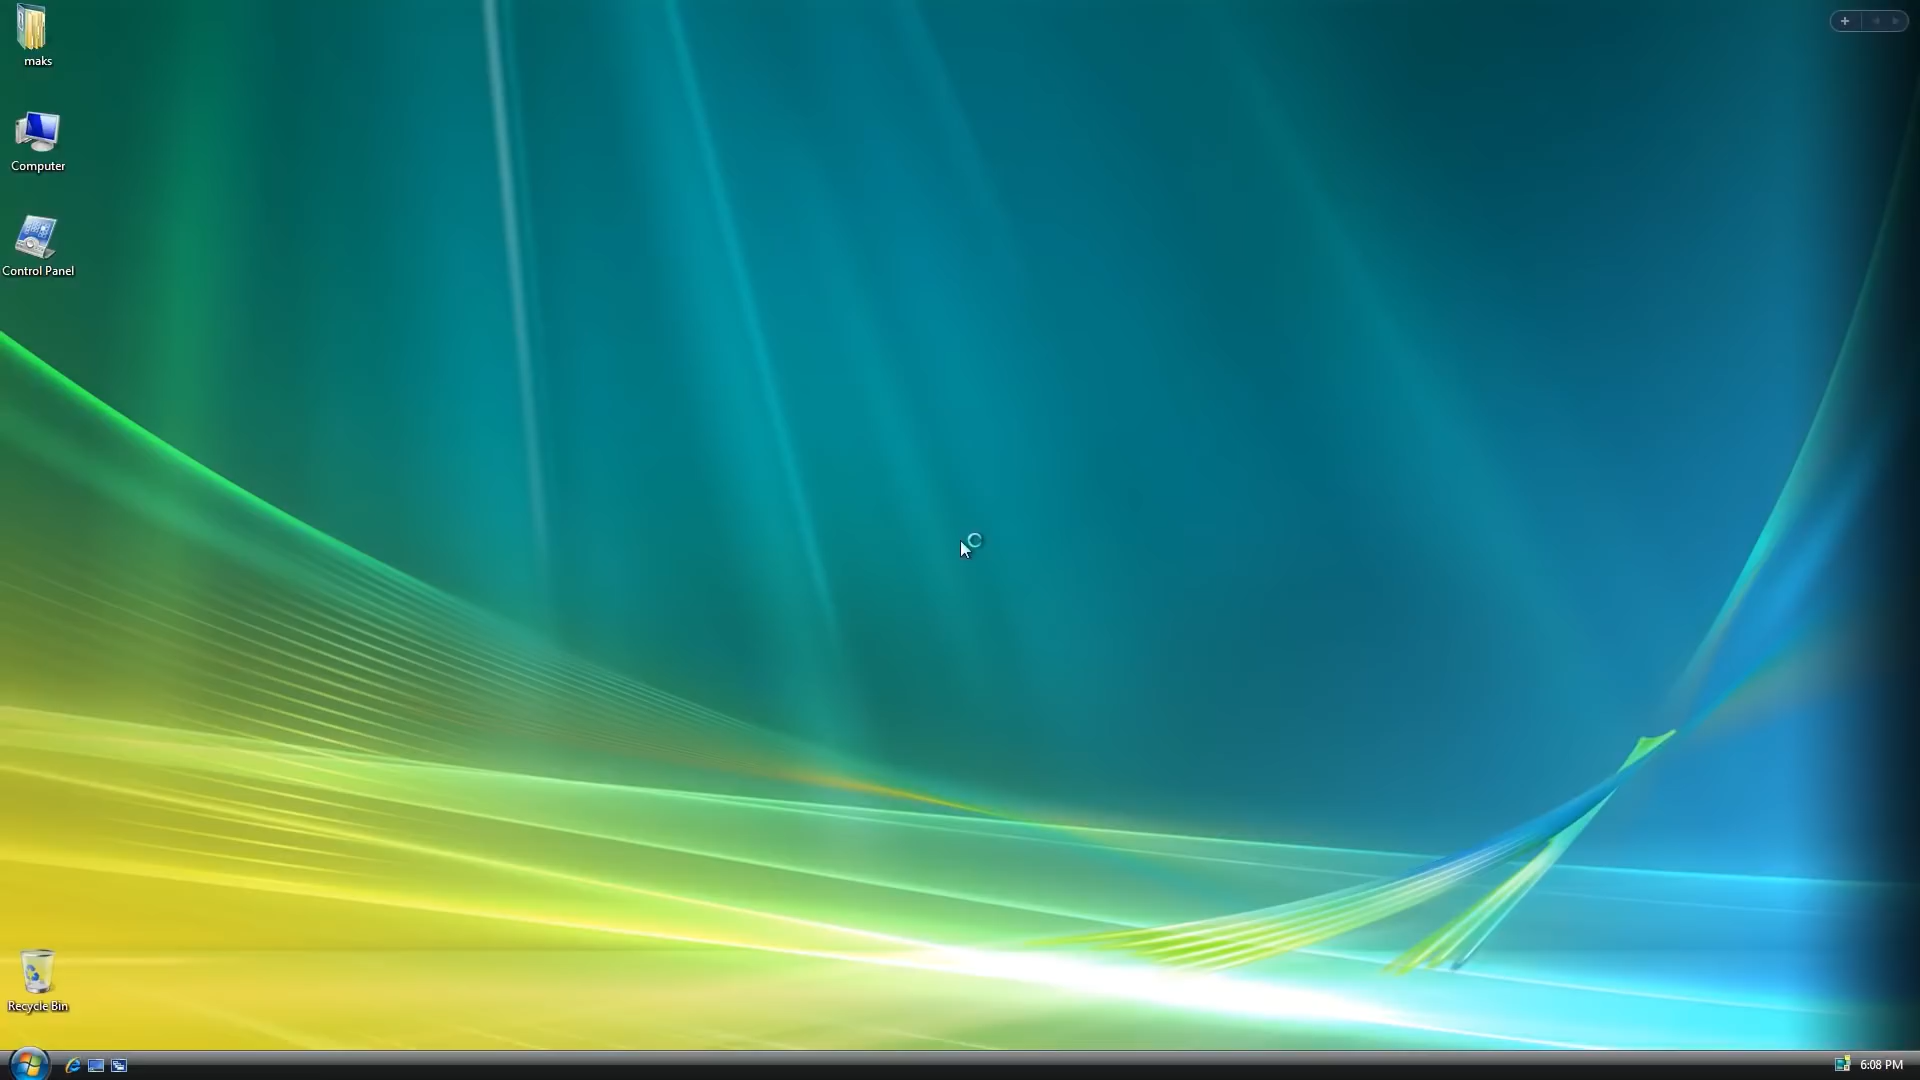 maks
Computer
Control Panel
Recycle Bin
6:08 PM